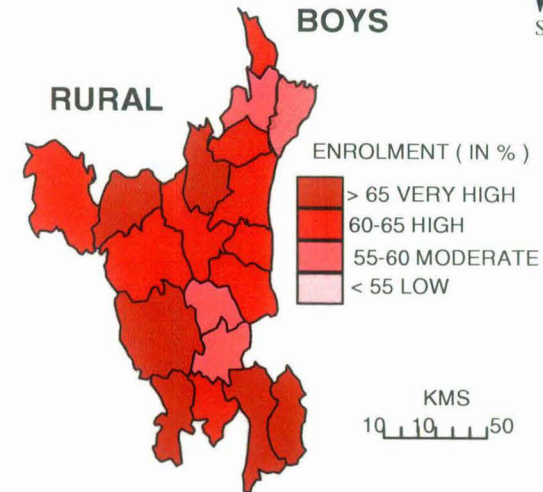 BOYS
RURAL
ENROLMENT ( IN % )
> 65 VERY HIGH
60-65 HIGH
55-60 MODERATE
< 55 LOW
KMS
10 10 50